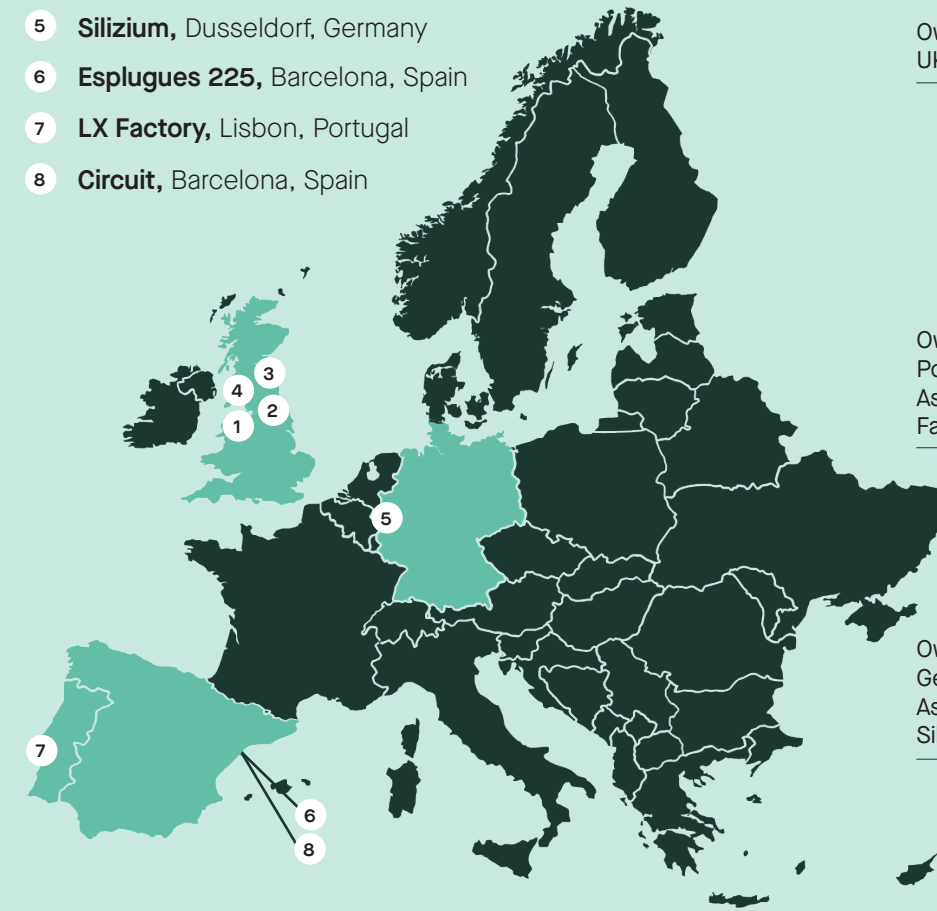 5 Silizium, Dusseldorf, Germany
6 Esplugues 225, Barcelona, Spain
7 LX Factory, Lisbon, Portugal
8 Circuit, Barcelona, Spain
3
4
2
1
5
7
6
8